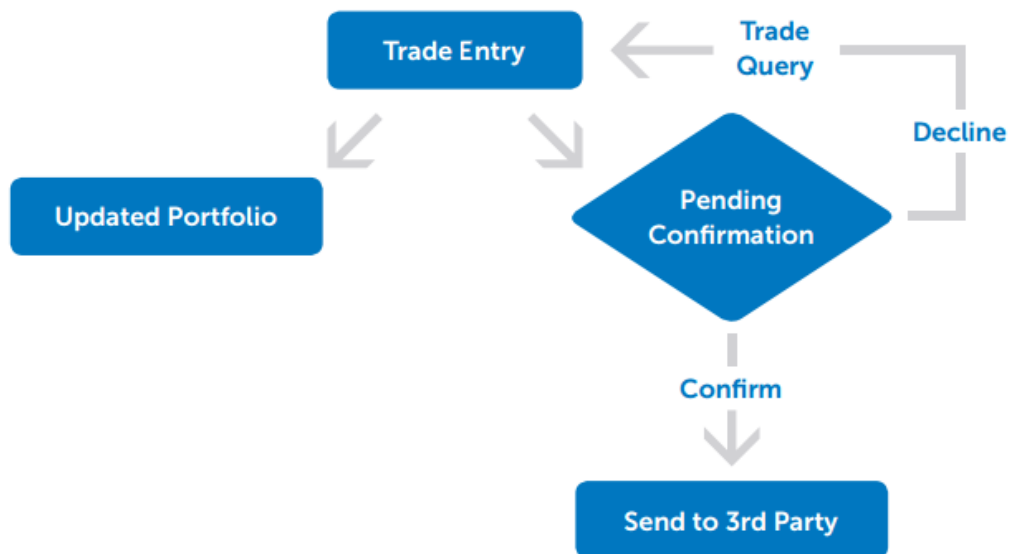 Trade Entry
Trade
Query
Decline
Updated Portfolio
Pending
Confirmation
Confirm
Send to 3rd Party